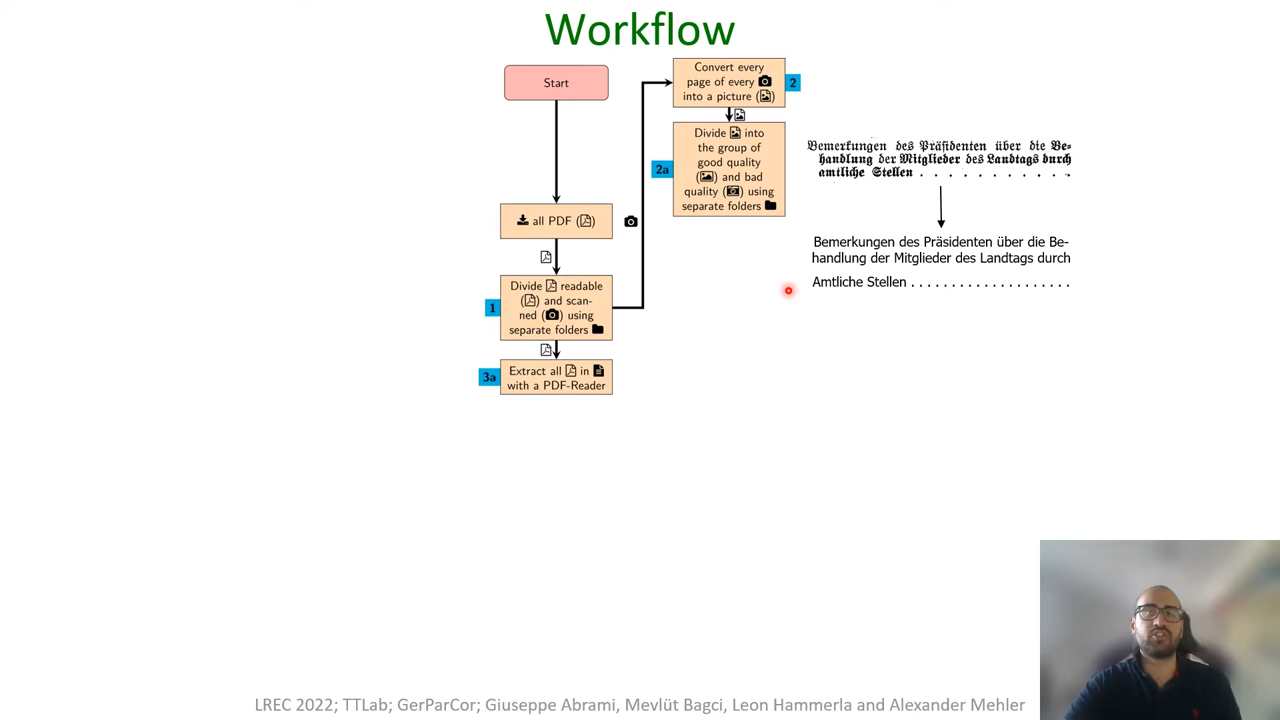 Workflow
Start
all PDF ( )
1
Divide readable
( ) and scan-
ned ( ) using
separate folders
3a
Extract all in
with a PDF-Reader
Convert every
page of every
into a picture ( )
2
2a
Divide into
the group of
good quality
( ) and bad
quality ( ) using
separate folders
Bemerkungen des Präsidenten über die Be-
handlung der Mitglieder des Landtags durch
amtliche Stellen . . . . . . . . . . .
Bemerkungen des Präsidenten über die Be-
handlung der Mitglieder des Landtags durch
Amtliche Stellen . . . . . . . . . . . . . . . . . . . .
LREC 2022; TTLab; GerParCor; Giuseppe Abrami, Mevlüt Bagci, Leon Hammerla and Alexander Mehler